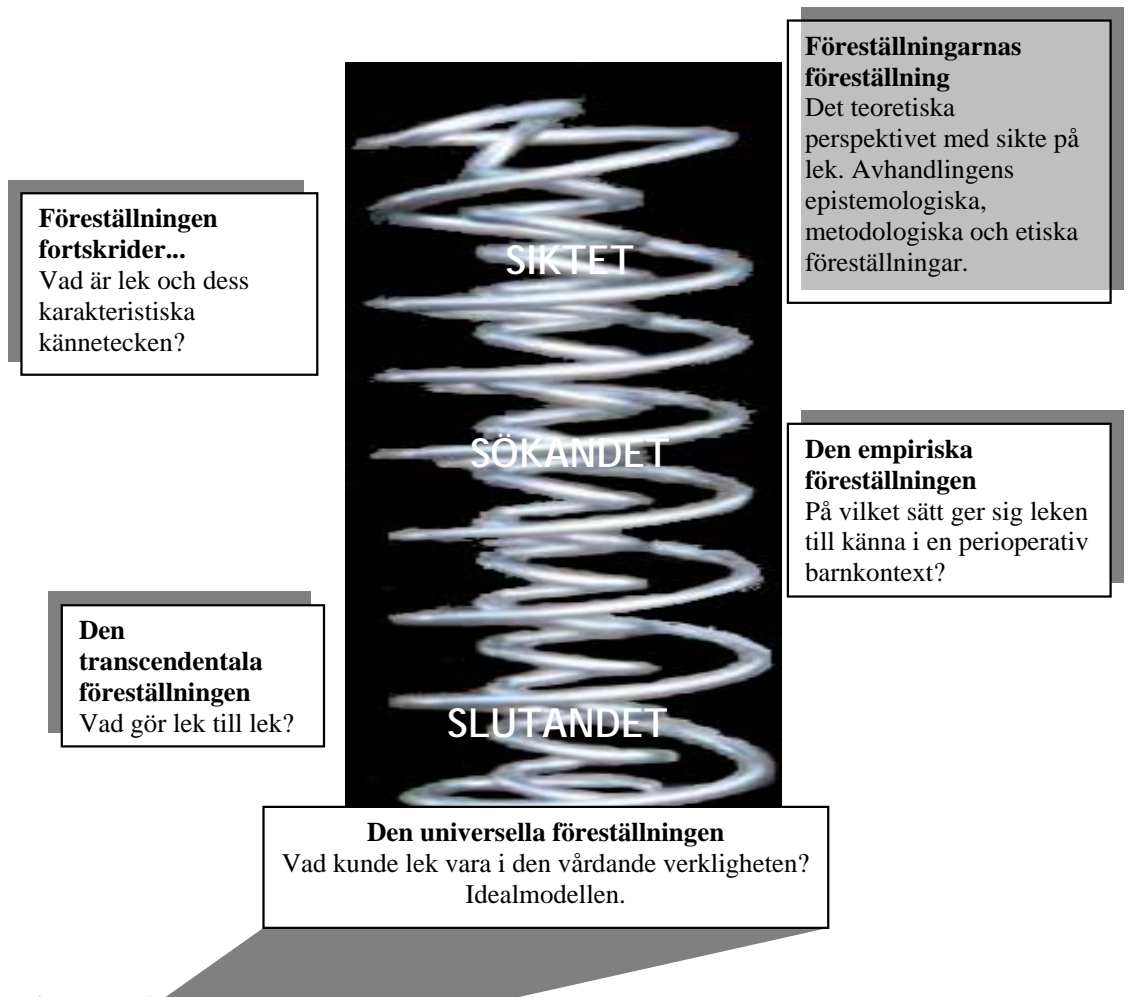 Föreställningarnas
föreställning
Det teoretiska
perspektivet med sikte på
lek. Avhandlingens
epistemologiska,
metodologiska och etiska
föreställningar.
Föreställningen
fortskrider...
Vad är lek och dess
karakteristiska
kännetecken?
SIKTET
SÖKANDET
Den empiriska
föreställningen
På vilket sätt ger sig leken
till känna i en perioperativ
barnkontext?
Den
transcendentala
föreställningen
Vad gör lek till lek?
SLUTANDET
Den universella föreställningen
Vad kunde lek vara i den vårdande verkligheten?
Idealmodellen.